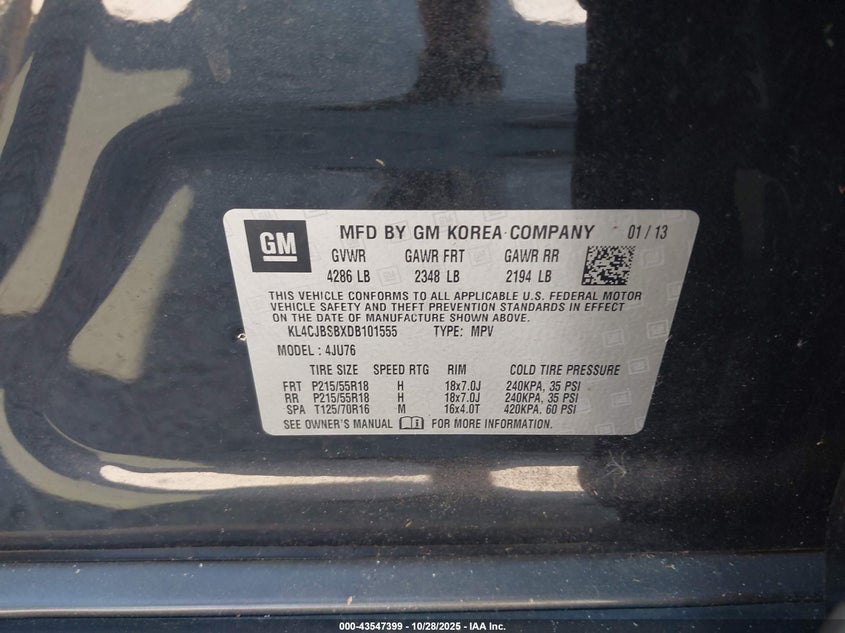 GM MFD BY GM KOREA COMPANY 01 / 13
GVWR GAWR FRT GAWR RR
4286 LB 2348 LB 2194 LB
THIS VEHICLE CONFORMS TO ALL APPLICABLE U.S. FEDERAL MOTOR
VEHICLE SAFETY AND THEFT PREVENTION STANDARDS IN EFFECT
ON THE DATE OF MANUFACTURE SHOWN ABOVE.
KL4CJBSBXDB101555 TYPE: MPV
MODEL : 4JU76
TIRE SIZE SPEED RTG RIM COLD TIRE PRESSURE
FRT P215/55R18 H 18x7.0J 240KPA, 35 PSI
RR P215/55R18 H 18x7.0J 240KPA, 35 PSI
SPA T125/70R16 M 16x4.0T 420KPA, 60 PSI
SEE OWNER'S MANUAL FOR MORE INFORMATION.
000-43547399 | 10/28/2025 - IAA Inc.